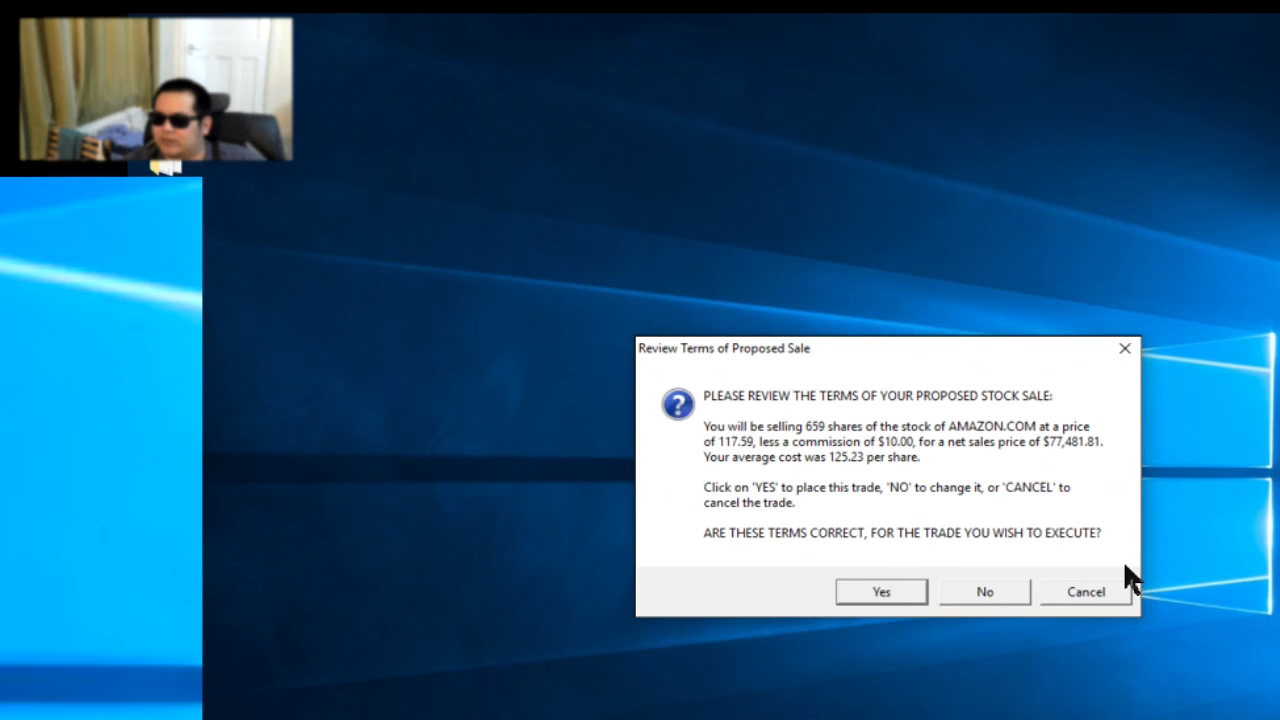 Review Terms of Proposed Sale
PLEASE REVIEW THE TERMS OF YOUR PROPOSED STOCK SALE:
You will be selling 659 shares of the stock of AMAZON.COM at a price
of 117.59, less a commission of $10.00, for a net sales price of $77,481.81.
Your average cost was 125.23 per share.
Click on 'YES' to place this trade, 'NO' to change it, or 'CANCEL' to
cancel the trade.
ARE THESE TERMS CORRECT, FOR THE TRADE YOU WISH TO EXECUTE?
Yes
No
Cancel